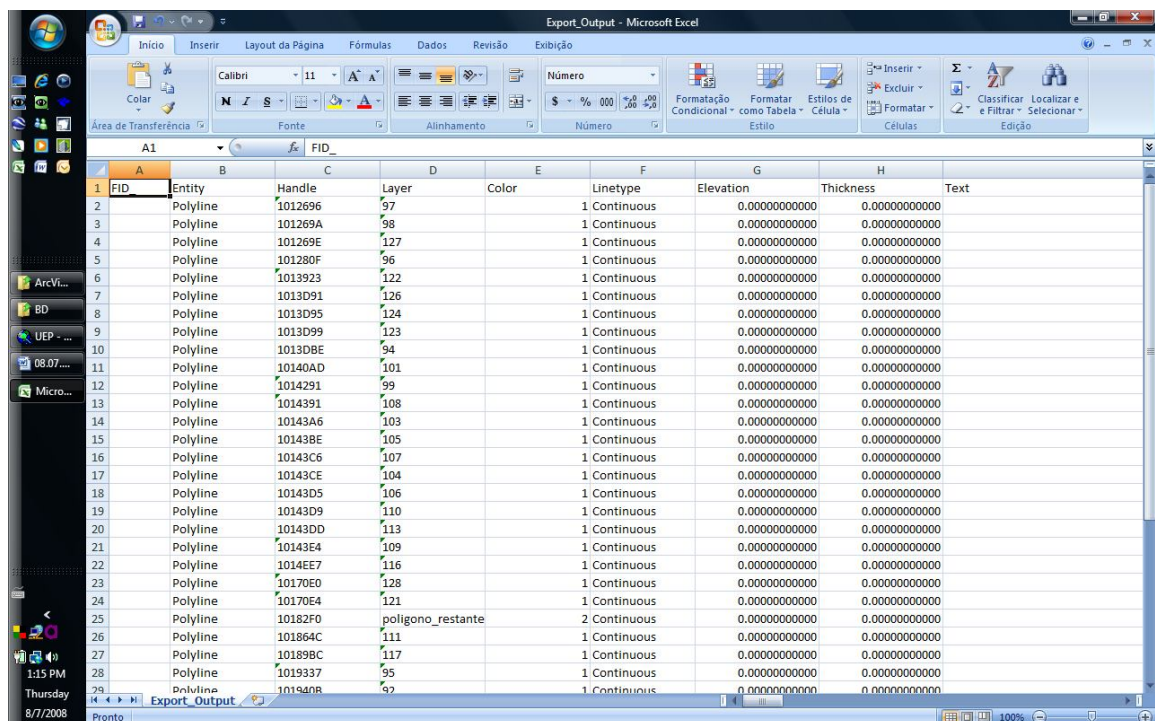 Export_Output - Microsoft Excel
Início Inserir Layout da Página Fórmulas Dados Revisão Exibição
Colar
Calibri 11
Número
N I S
$ % 000
Formatação Condicional
Formatar como Tabela
Estilos de Célula
Inserir
Excluir
Formatar
Classificar e Filtrar
Localizar e Selecionar
Área de Transferência Fonte Alinhamento Número Estilo Células Edição
A1 fx FID_
A B C D E F G H
1 FID_ Entity Handle Layer Color Linetype Elevation Thickness Text
2 Polyline 1012696 97 1 Continuous 0.00000000000 0.00000000000
3 Polyline 101269A 98 1 Continuous 0.00000000000 0.00000000000
4 Polyline 101269E 127 1 Continuous 0.00000000000 0.00000000000
5 Polyline 101280F 96 1 Continuous 0.00000000000 0.00000000000
6 Polyline 1013923 122 1 Continuous 0.00000000000 0.00000000000
7 Polyline 1013D91 126 1 Continuous 0.00000000000 0.00000000000
8 Polyline 1013D95 124 1 Continuous 0.00000000000 0.00000000000
9 Polyline 1013D99 123 1 Continuous 0.00000000000 0.00000000000
10 Polyline 1013DBE 94 1 Continuous 0.00000000000 0.00000000000
11 Polyline 10140AD 101 1 Continuous 0.00000000000 0.00000000000
12 Polyline 1014291 99 1 Continuous 0.00000000000 0.00000000000
13 Polyline 1014391 108 1 Continuous 0.00000000000 0.00000000000
14 Polyline 10143A6 103 1 Continuous 0.00000000000 0.00000000000
15 Polyline 10143BE 105 1 Continuous 0.00000000000 0.00000000000
16 Polyline 10143C6 107 1 Continuous 0.00000000000 0.00000000000
17 Polyline 10143CE 104 1 Continuous 0.00000000000 0.00000000000
18 Polyline 10143D5 106 1 Continuous 0.00000000000 0.00000000000
19 Polyline 10143D9 110 1 Continuous 0.00000000000 0.00000000000
20 Polyline 10143DD 113 1 Continuous 0.00000000000 0.00000000000
21 Polyline 10143E4 109 1 Continuous 0.00000000000 0.00000000000
22 Polyline 1014EE7 116 1 Continuous 0.00000000000 0.00000000000
23 Polyline 10170E0 128 1 Continuous 0.00000000000 0.00000000000
24 Polyline 10170E4 121 1 Continuous 0.00000000000 0.00000000000
25 Polyline 10182F0 poligono_restante 2 Continuous 0.00000000000 0.00000000000
26 Polyline 101864C 111 1 Continuous 0.00000000000 0.00000000000
27 Polyline 10189BC 117 1 Continuous 0.00000000000 0.00000000000
28 Polyline 1019337 95 1 Continuous 0.00000000000 0.00000000000
29 Polyline 101940B 92 1 Continuous 0.00000000000 0.00000000000
Export_Output
Pronto 100%
ArcVi...
BD
UEP - ...
08.07....
Micro...
1:15 PM
Thursday
8/7/2008